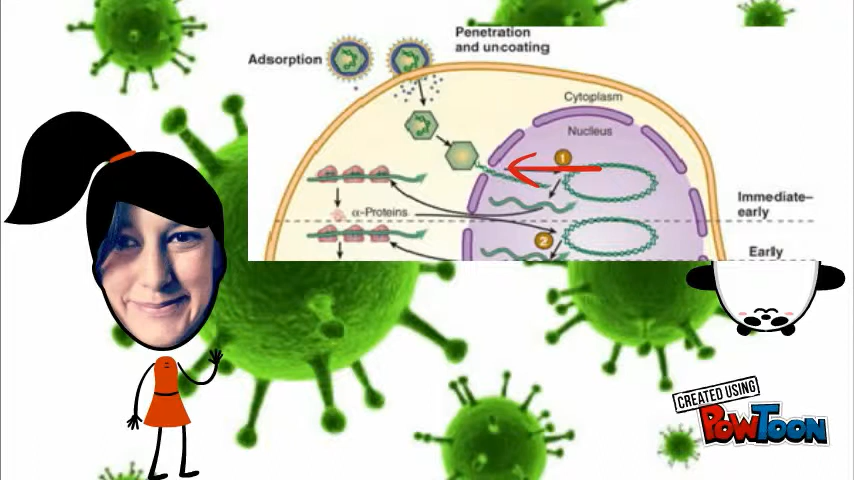 Penetration
and uncoating
Adsorption
Cytoplasm
Nucleus
1
α-Proteins
Immediate–
early
2
Early
CREATED USING
POWTOON